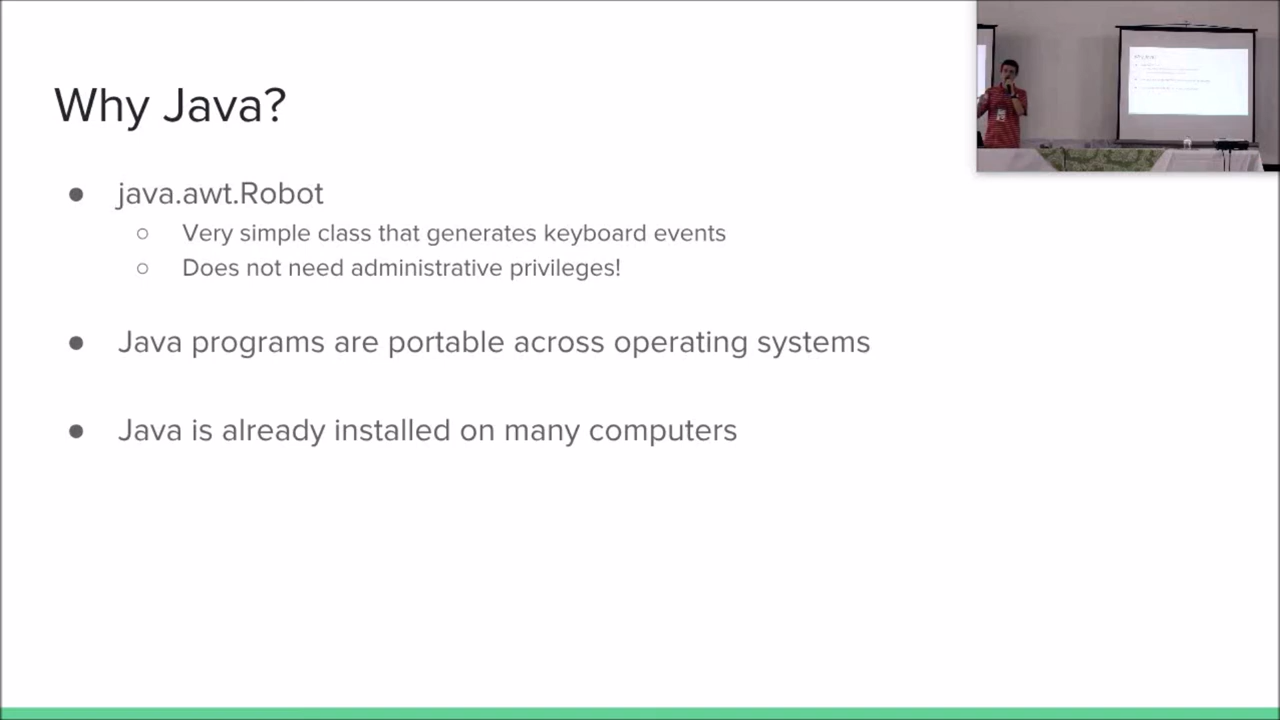 Why Java?
● java.awt.Robot
○ Very simple class that generates keyboard events
○ Does not need administrative privileges!
● Java programs are portable across operating systems
● Java is already installed on many computers